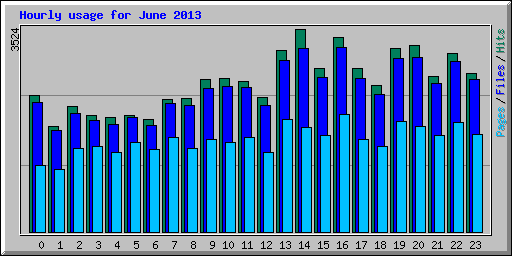 Hourly usage for June 2013
3524
Pages / Files / Hits
0 1 2 3 4 5 6 7 8 9 10 11 12 13 14 15 16 17 18 19 20 21 22 23